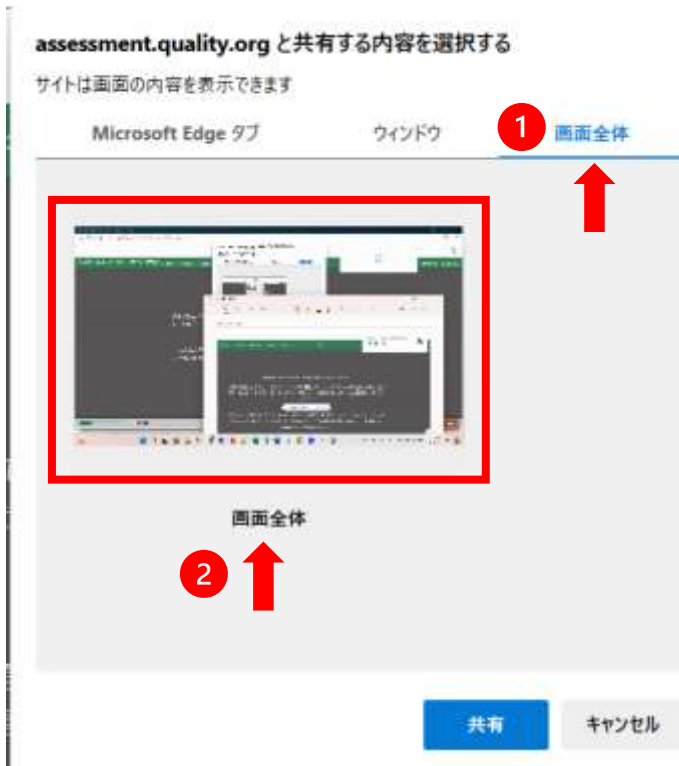 assessment.quality.org と共有する内容を選択する
サイトは画面の内容を表示できます
Microsoft Edge タブ
ウィンドウ
1
画面全体
画面全体
2
共有
キャンセル